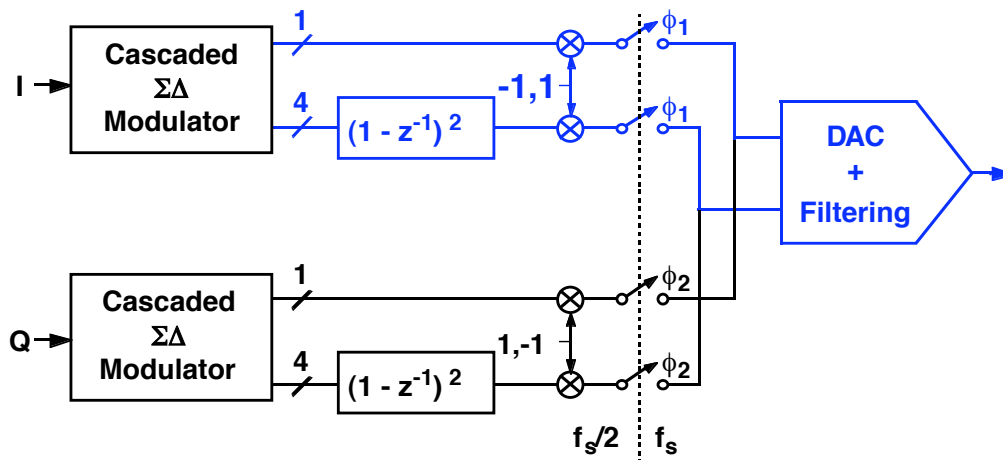 1
ϕ1
Cascaded
ΣΔ
Modulator
I
-1,1
4
(1 - z⁻¹)²
ϕ1
DAC
+
Filtering
1
ϕ2
Cascaded
ΣΔ
Modulator
Q
1,-1
4
(1 - z⁻¹)²
ϕ2
fs/2
fs